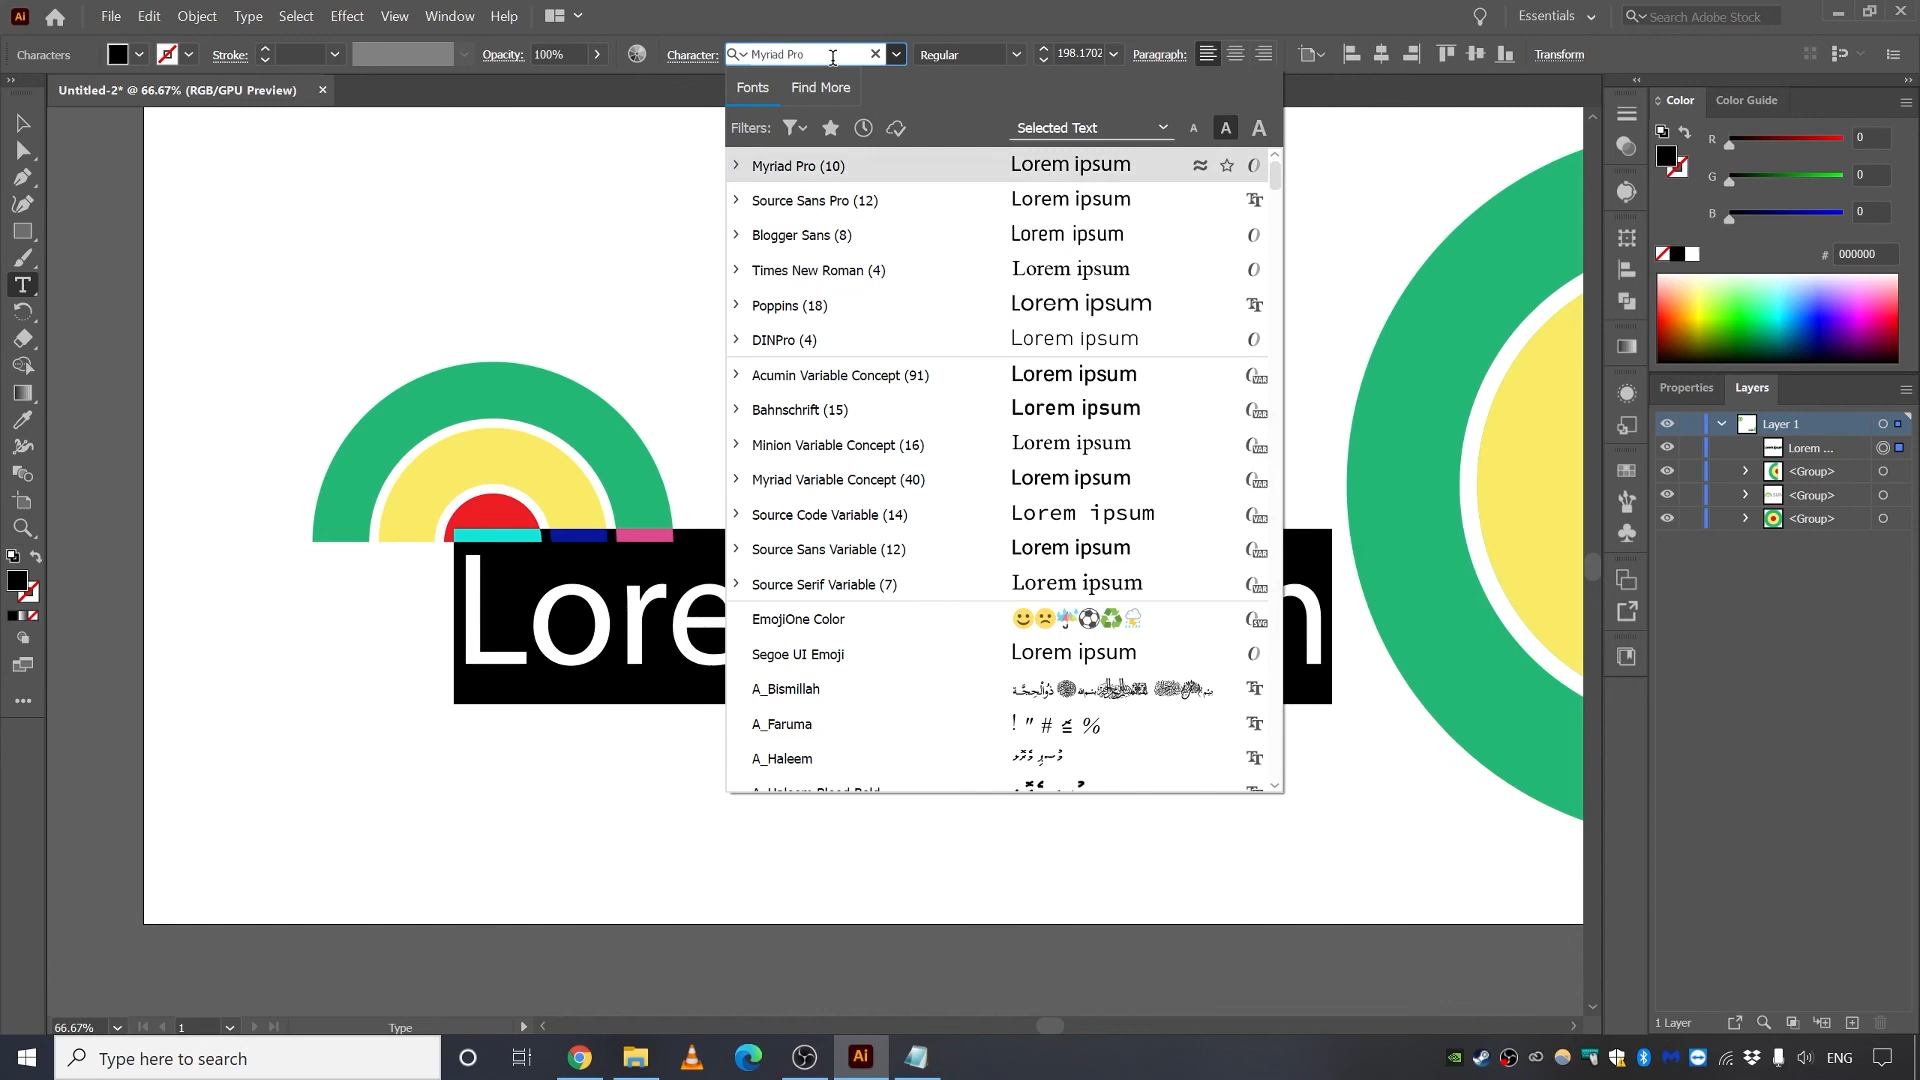 Ai File Edit Object Type Select Effect View Window Help Essentials Search Adobe Stock
Characters Stroke: Opacity: 100% Character: Myriad Pro Regular 198.1702 Paragraph: Transform
Untitled-2* @ 66.67% (RGB/GPU Preview) ×
Fonts Find More
Filters: Selected Text A A A
Myriad Pro (10) Lorem ipsum
Source Sans Pro (12) Lorem ipsum
Blogger Sans (8) Lorem ipsum
Times New Roman (4) Lorem ipsum
Poppins (18) Lorem ipsum
DINPro (4) Lorem ipsum
Acumin Variable Concept (91) Lorem ipsum
Bahnschrift (15) Lorem ipsum
Minion Variable Concept (16) Lorem ipsum
Myriad Variable Concept (40) Lorem ipsum
Source Code Variable (14) Lorem ipsum
Source Sans Variable (12) Lorem ipsum
Source Serif Variable (7) Lorem ipsum
EmojiOne Color
Segoe UI Emoji Lorem ipsum
A_Bismillah
A_Faruma ! " # ≦ %
A_Haleem
Lore
Color Color Guide
R 0
G 0
B 0
# 000000
Properties Layers
Layer 1
Lorem ...
<Group>
<Group>
<Group>
1 Layer
66.67% 1 Type
Type here to search
Ai
ENG